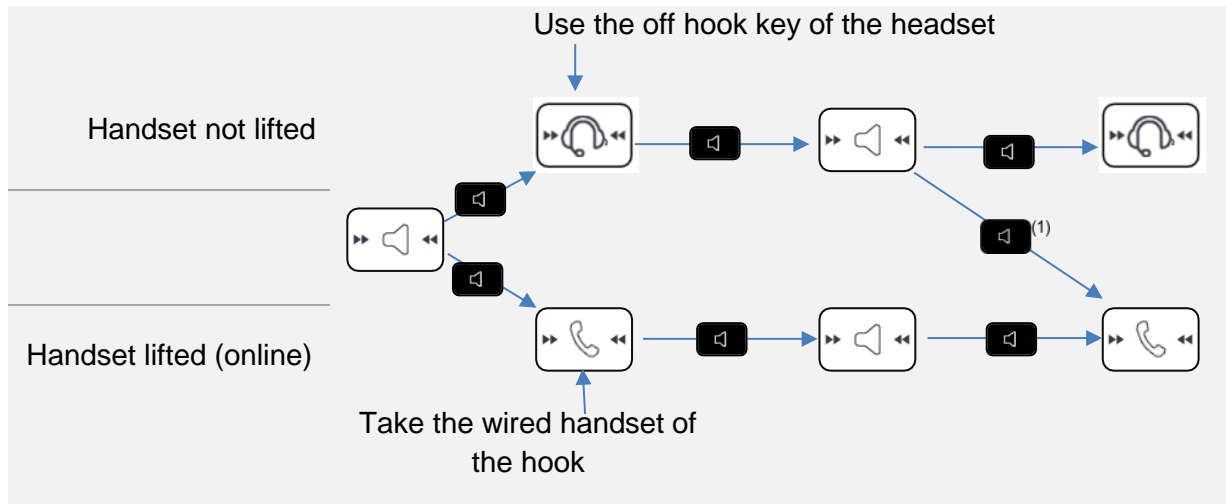 Use the off hook key of the headset
Handset not lifted
(1)
Handset lifted (online)
Take the wired handset of
the hook